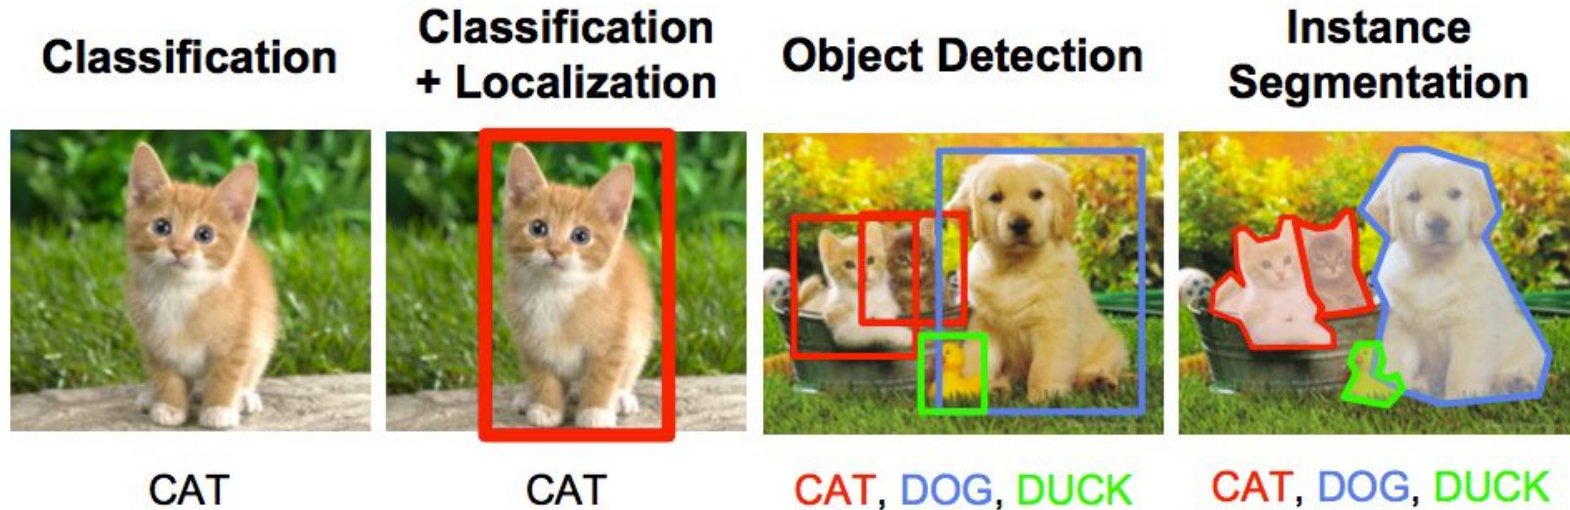 Classification
Classification
+ Localization
Object Detection
Instance
Segmentation
CAT
CAT
CAT, DOG, DUCK
CAT, DOG, DUCK